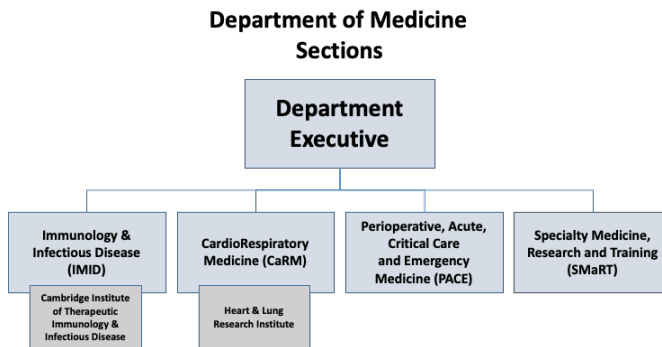 Department of Medicine
Sections
Department
Executive
Immunology &
Infectious Disease
(IMID)
CardioRespiratory
Medicine (CaRM)
Perioperative, Acute,
Critical Care
and Emergency
Medicine (PACE)
Specialty Medicine,
Research and Training
(SMaRT)
Cambridge Institute
of Therapeutic
Immunology &
Infectious Disease
Heart & Lung
Research Institute